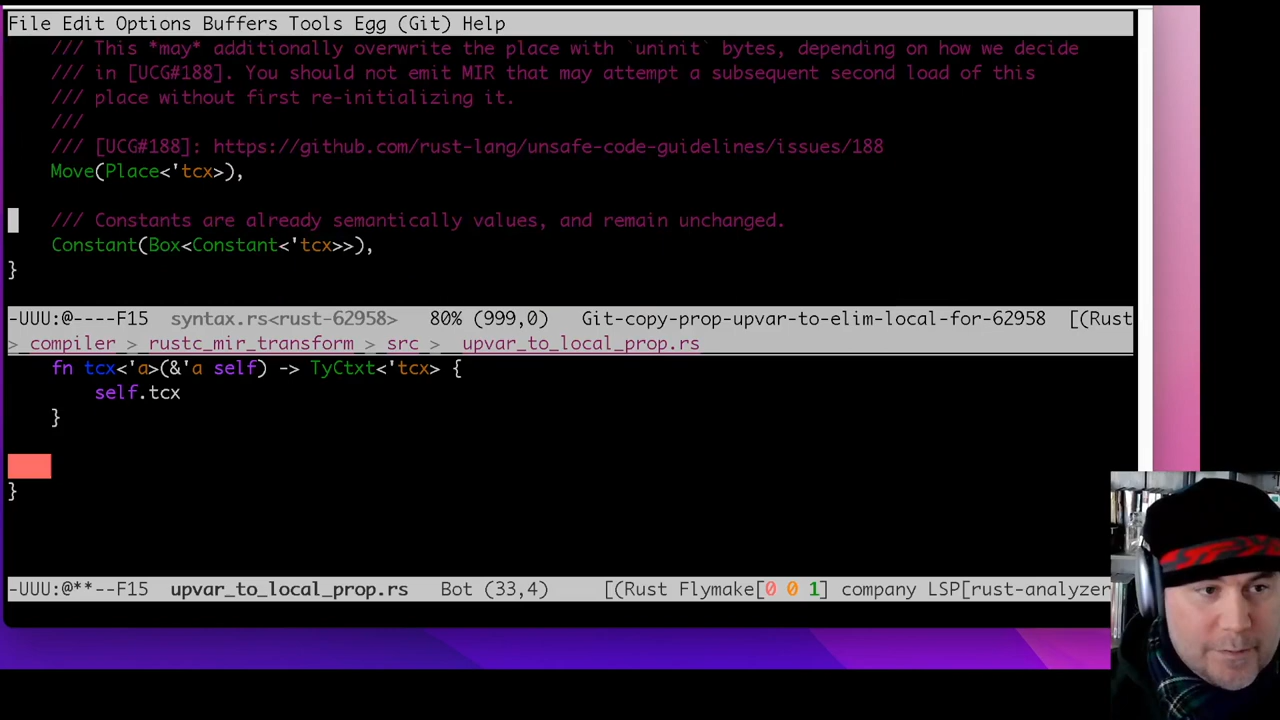 File Edit Options Buffers Tools Egg (Git) Help
/// This *may* additionally overwrite the place with `uninit` bytes, depending on how we decide
/// in [UCG#188]. You should not emit MIR that may attempt a subsequent second load of this
/// place without first re-initializing it.
///
/// [UCG#188]: https://github.com/rust-lang/unsafe-code-guidelines/issues/188
Move(Place<'tcx>),
/// Constants are already semantically values, and remain unchanged.
Constant(Box<Constant<'tcx>>),
}
-UUU:@----F15 syntax.rs<rust-62958> 80% (999,0) Git-copy-prop-upvar-to-elim-local-for-62958 [(Rust
> compiler > rustc_mir_transform > src > upvar_to_local_prop.rs
fn tcx<'a>(&'a self) -> TyCtxt<'tcx> {
self.tcx
}
}
-UUU:@**--F15 upvar_to_local_prop.rs Bot (33,4) [(Rust Flymake[0 0 1] company LSP[rust-analyzer